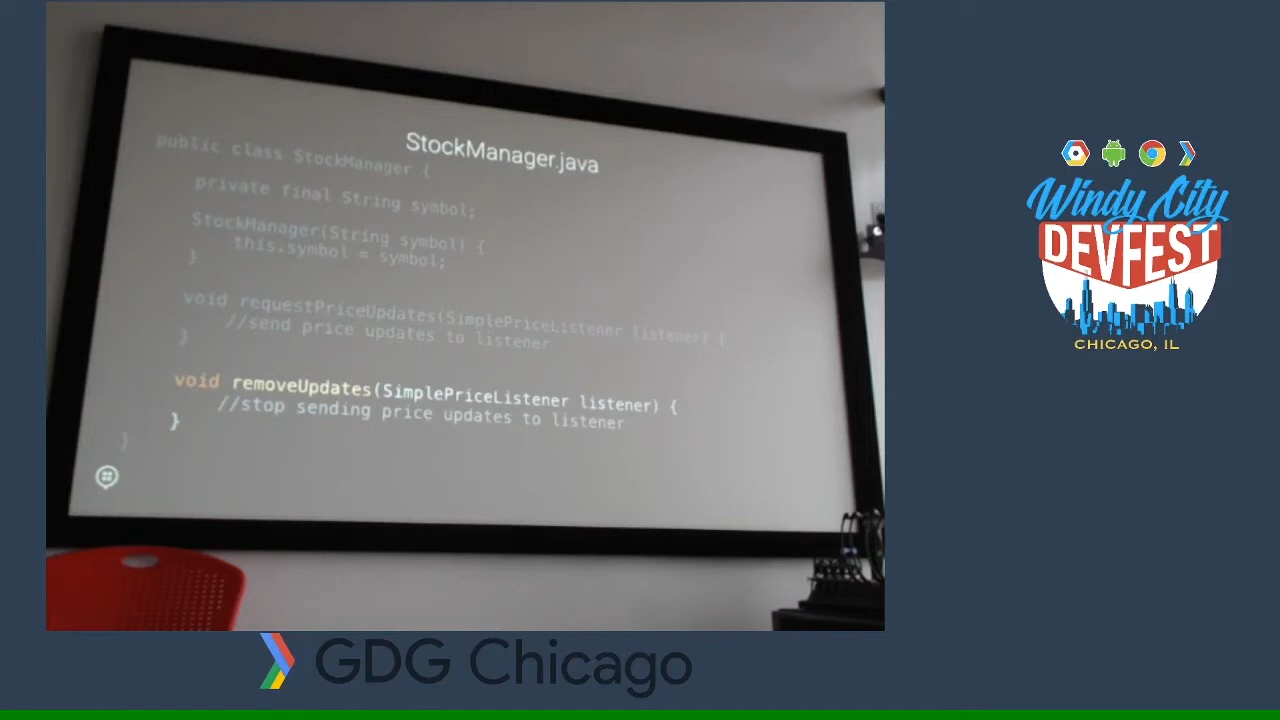 StockManager.java
public class StockManager {
private final String symbol;
StockManager(String symbol) {
this.symbol = symbol;
}
void requestPriceUpdates(SimplePriceListener listener) {
//send price updates to listener
}
void removeUpdates(SimplePriceListener listener) {
//stop sending price updates to listener
}
}
Windy City
DEVFEST
CHICAGO, IL
GDG Chicago